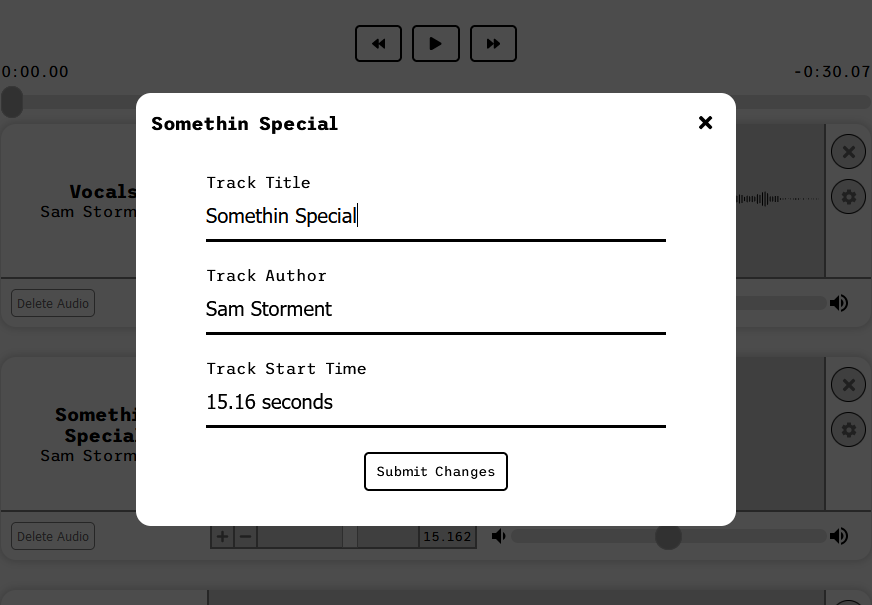 0:00.00
-0:30.07
Somethin Special
Track Title
Somethin Special
Track Author
Sam Storment
Track Start Time
15.16 seconds
Submit Changes
Vocals
Sam Storm
Delete Audio
Somethi
Special
Sam Storm
Delete Audio
15.162